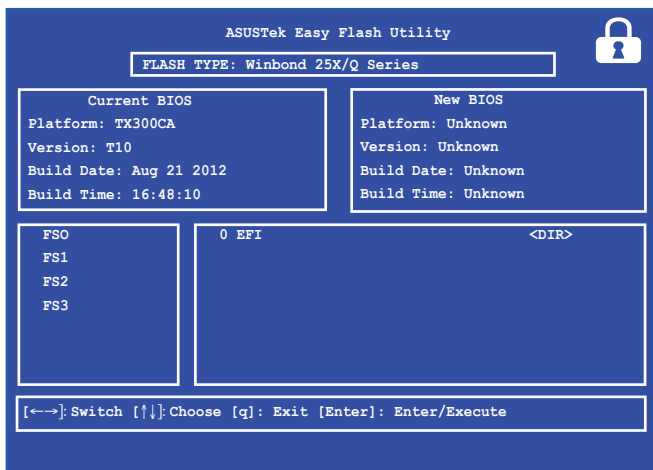 ASUSTek Easy Flash Utility
FLASH TYPE: Winbond 25X/Q Series
Current BIOS
Platform: TX300CA
Version: T10
Build Date: Aug 21 2012
Build Time: 16:48:10
New BIOS
Platform: Unknown
Version: Unknown
Build Date: Unknown
Build Time: Unknown
FSO
FS1
FS2
FS3
0 EFI <DIR>
[←→]: Switch [↑↓]: Choose [q]: Exit [Enter]: Enter/Execute